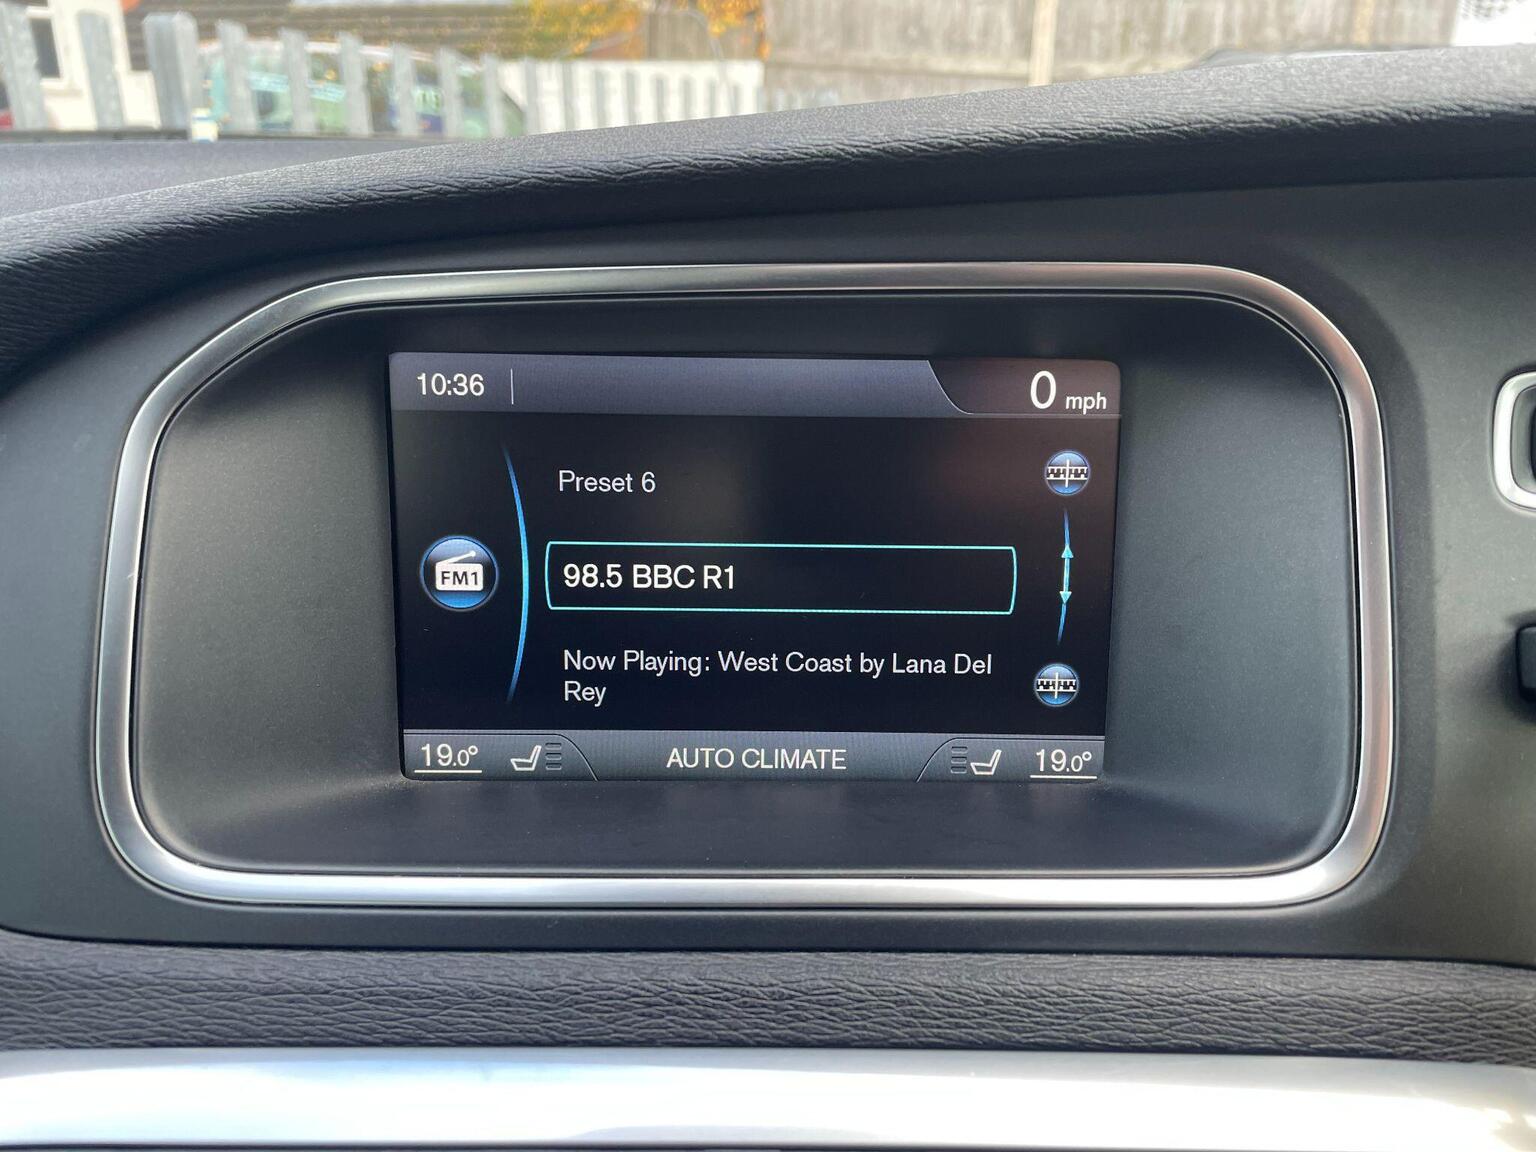 10:36
0 mph
Preset 6
FM1
98.5 BBC R1
Now Playing: West Coast by Lana Del
Rey
19.0° AUTO CLIMATE 19.0°